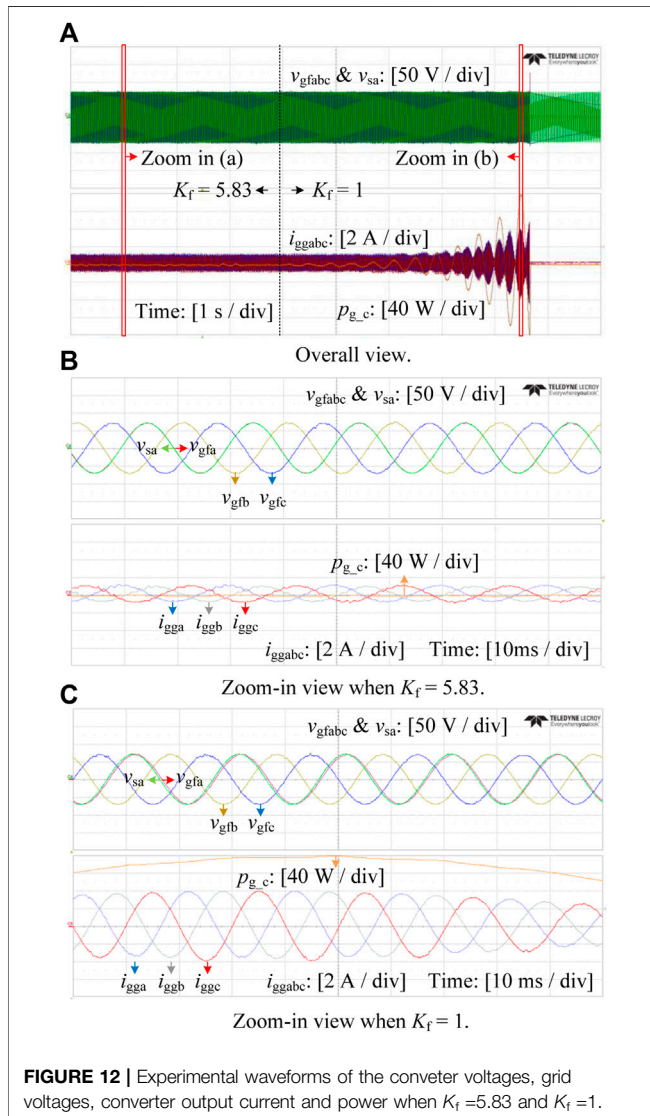 A
TELEDYNE LECROY
Everywhereyoulook
v_gfabc & v_sa: [50 V / div]
Zoom in (a)
Zoom in (b)
K_f = 5.83
K_f = 1
i_ggabc: [2 A / div]
Time: [1 s / div]
p_g_c: [40 W / div]
Overall view.
B
v_gfabc & v_sa: [50 V / div]
TELEDYNE LECROY
Everywhereyoulook
v_sa
v_gfa
v_gfb
v_gfc
p_g_c: [40 W / div]
i_gga
i_ggb
i_ggc
i_ggabc: [2 A / div]
Time: [10ms / div]
Zoom-in view when K_f = 5.83.
C
v_gfabc & v_sa: [50 V / div]
TELEDYNE LECROY
Everywhereyoulook
v_sa
v_gfa
v_gfb
v_gfc
p_g_c: [40 W / div]
i_gga
i_ggb
i_ggc
i_ggabc: [2 A / div]
Time: [10 ms / div]
Zoom-in view when K_f = 1.
FIGURE 12 | Experimental waveforms of the conveter voltages, grid
voltages, converter output current and power when K_f =5.83 and K_f =1.